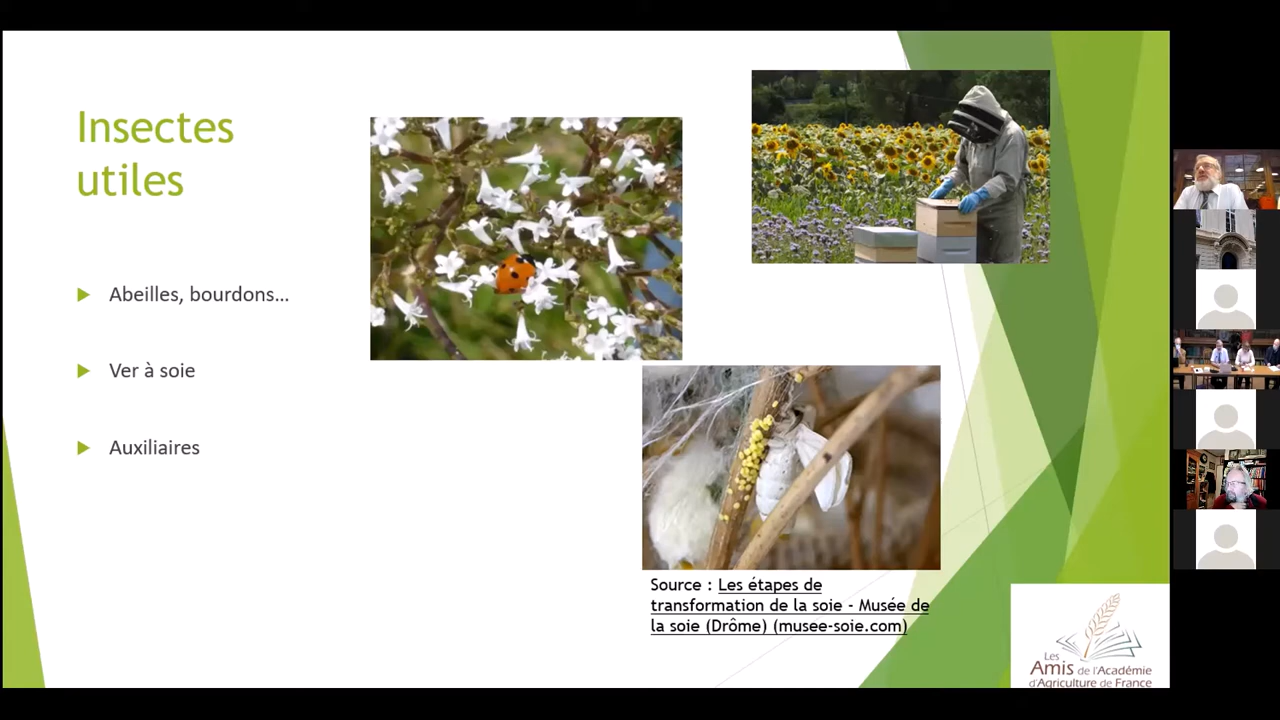 Insectes
utiles
Abeilles, bourdons...
Ver à soie
Auxiliaires
Source : Les étapes de
transformation de la soie - Musée de
la soie (Drôme) (musee-soie.com)
Les
Amis de l'Académie
d'Agriculture de France